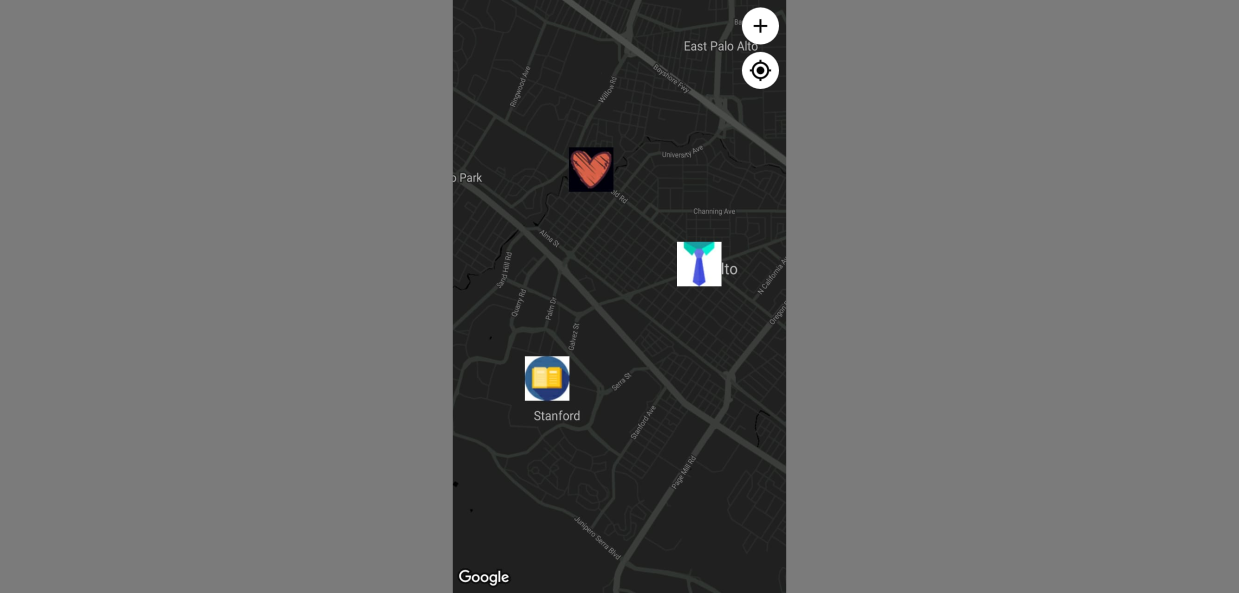 East Palo Alto
Bayshore Fwy
Ringwood Ave
Willow Rd
University Ave
Park
Channing Ave
Alma St
lto
Sand Hill Rd
N California
Quarry Rd
Palm Dr
Galvez St
Serra St
Stanford
Stanford Ave
Page Mill Rd
Junipero Serra Blvd
Google